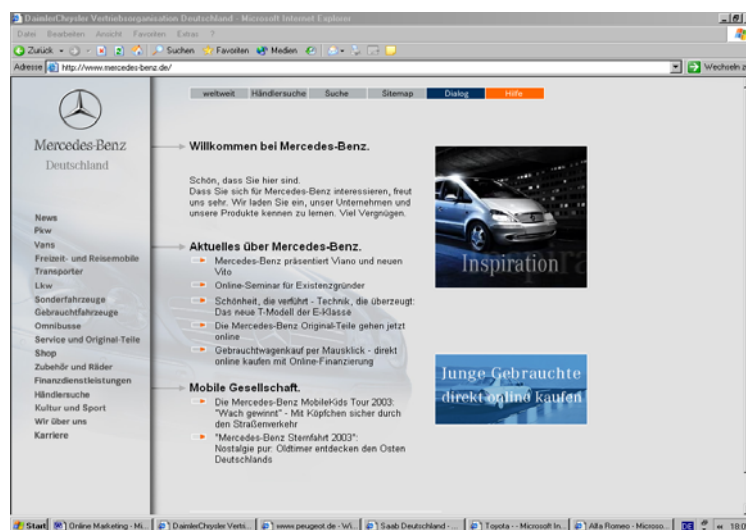 DaimlerChrysler Vertriebsorganisation Deutschland - Microsoft Internet Explorer
Datei Bearbeiten Ansicht Favoriten Extras ?
Zurück Suchen Favoriten Medien
Adresse http://www.mercedes-benz.de/ Wechseln z
weltweit Händlersuche Suche Sitemap Dialog Hilfe
Mercedes-Benz
Deutschland
News
Pkw
Vans
Freizeit- und Reisemobile
Transporter
Lkw
Sonderfahrzeuge
Gebrauchtfahrzeuge
Omnibusse
Service und Original-Teile
Shop
Zubehör und Räder
Finanzdienstleistungen
Händlersuche
Kultur und Sport
Wir über uns
Karriere
Willkommen bei Mercedes-Benz.
Schön, dass Sie hier sind.
Dass Sie sich für Mercedes-Benz interessieren, freut
uns sehr. Wir laden Sie ein, unser Unternehmen und
unsere Produkte kennen zu lernen. Viel Vergnügen.
Aktuelles über Mercedes-Benz.
Mercedes-Benz präsentiert Viano und neuen
Vito
Online-Seminar für Existenzgründer
Schönheit, die verführt - Technik, die überzeugt:
Das neue T-Modell der E-Klasse
Die Mercedes-Benz Original-Teile gehen jetzt
online
Gebrauchtwagenkauf per Mausklick - direkt
online kaufen mit Online-Finanzierung
Mobile Gesellschaft.
Die Mercedes-Benz MobileKids Tour 2003:
"Wach gewinnt" - Mit Köpfchen sicher durch
den Straßenverkehr
"Mercedes-Benz Sternfahrt 2003":
Nostalgie pur: Oldtimer entdecken den Osten
Deutschlands
Inspiration
Junge Gebrauchte
direkt online kaufen
Start Online Marketing - Mi... DaimlerChrysler Vertri... www.peugeot.de - Wi... Saab Deutschland - ... Toyota - - Microsoft In... Alfa Romeo - Microso... DE « 18:0